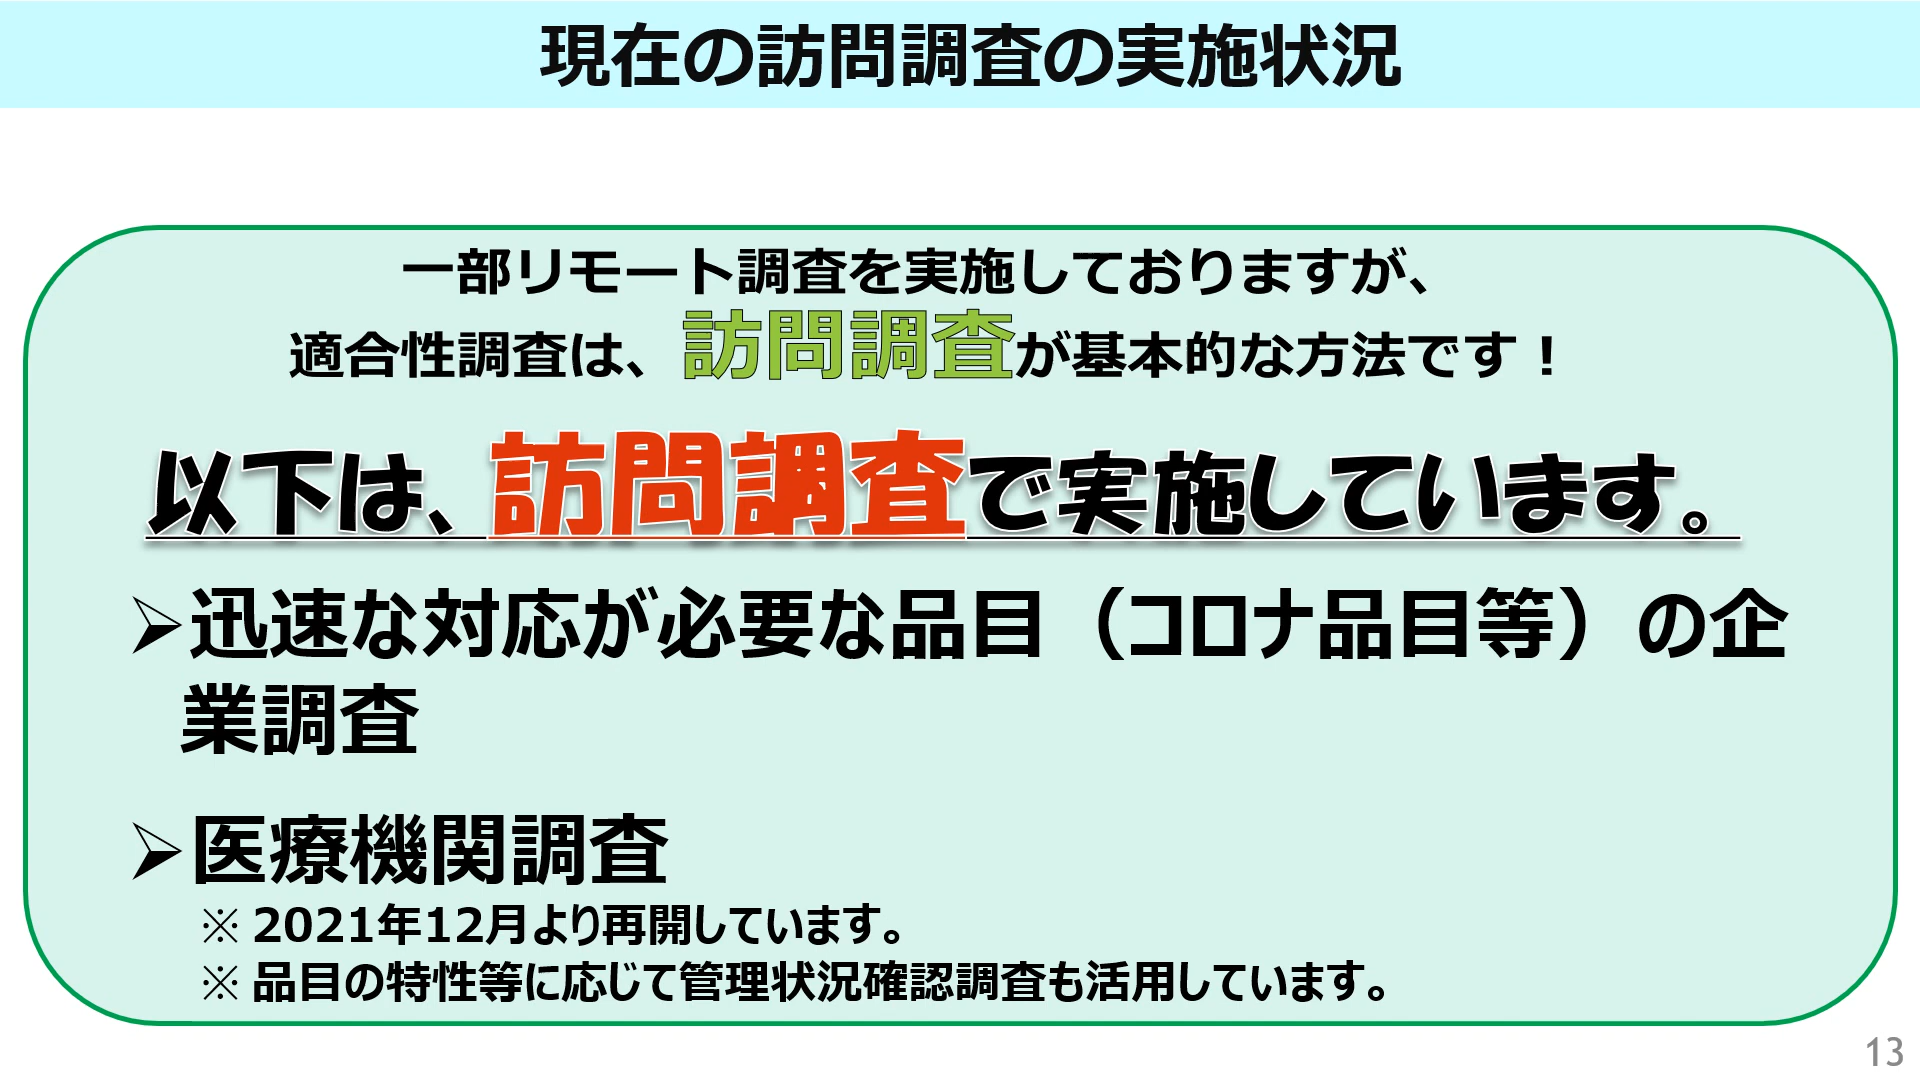 現在の訪問調査の実施状況
一部リモート調査を実施しておりますが、
適合性調査は、訪問調査が基本的な方法です！
以下は、訪問調査で実施しています。
➢迅速な対応が必要な品目（コロナ品目等）の企
業調査
➢医療機関調査
※ 2021年12月より再開しています。
※ 品目の特性等に応じて管理状況確認調査も活用しています。
13